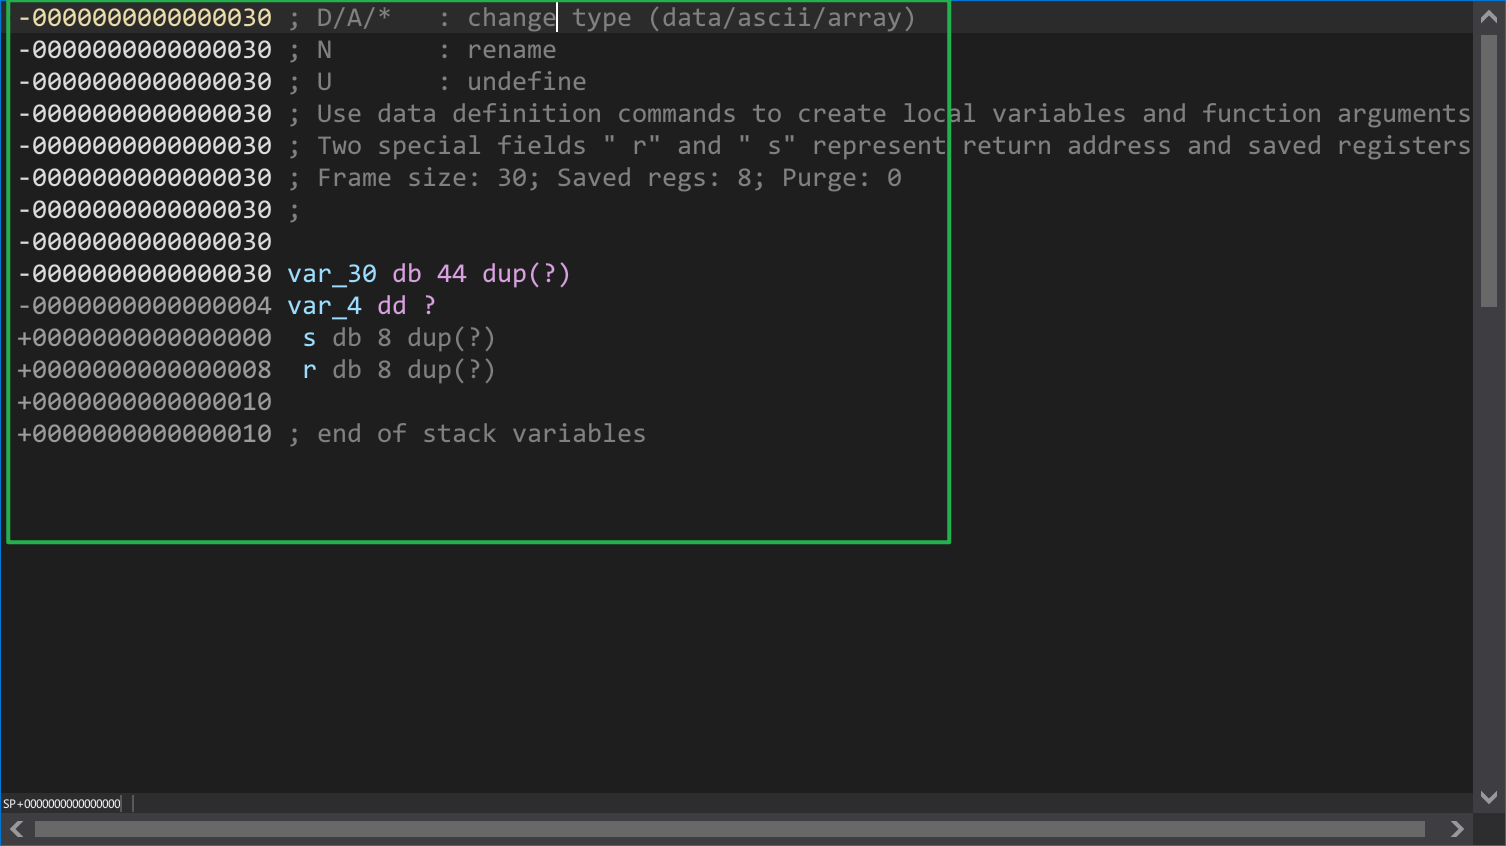 -0000000000000030 ; D/A/*   : change type (data/ascii/array)
-0000000000000030 ; N       : rename
-0000000000000030 ; U       : undefine
-0000000000000030 ; Use data definition commands to create local variables and function arguments
-0000000000000030 ; Two special fields " r" and " s" represent return address and saved registers
-0000000000000030 ; Frame size: 30; Saved regs: 8; Purge: 0
-0000000000000030 ;
-0000000000000030
-0000000000000030 var_30 db 44 dup(?)
-0000000000000004 var_4 dd ?
+0000000000000000  s db 8 dup(?)
+0000000000000008  r db 8 dup(?)
+0000000000000010
+0000000000000010 ; end of stack variables
SP+0000000000000000